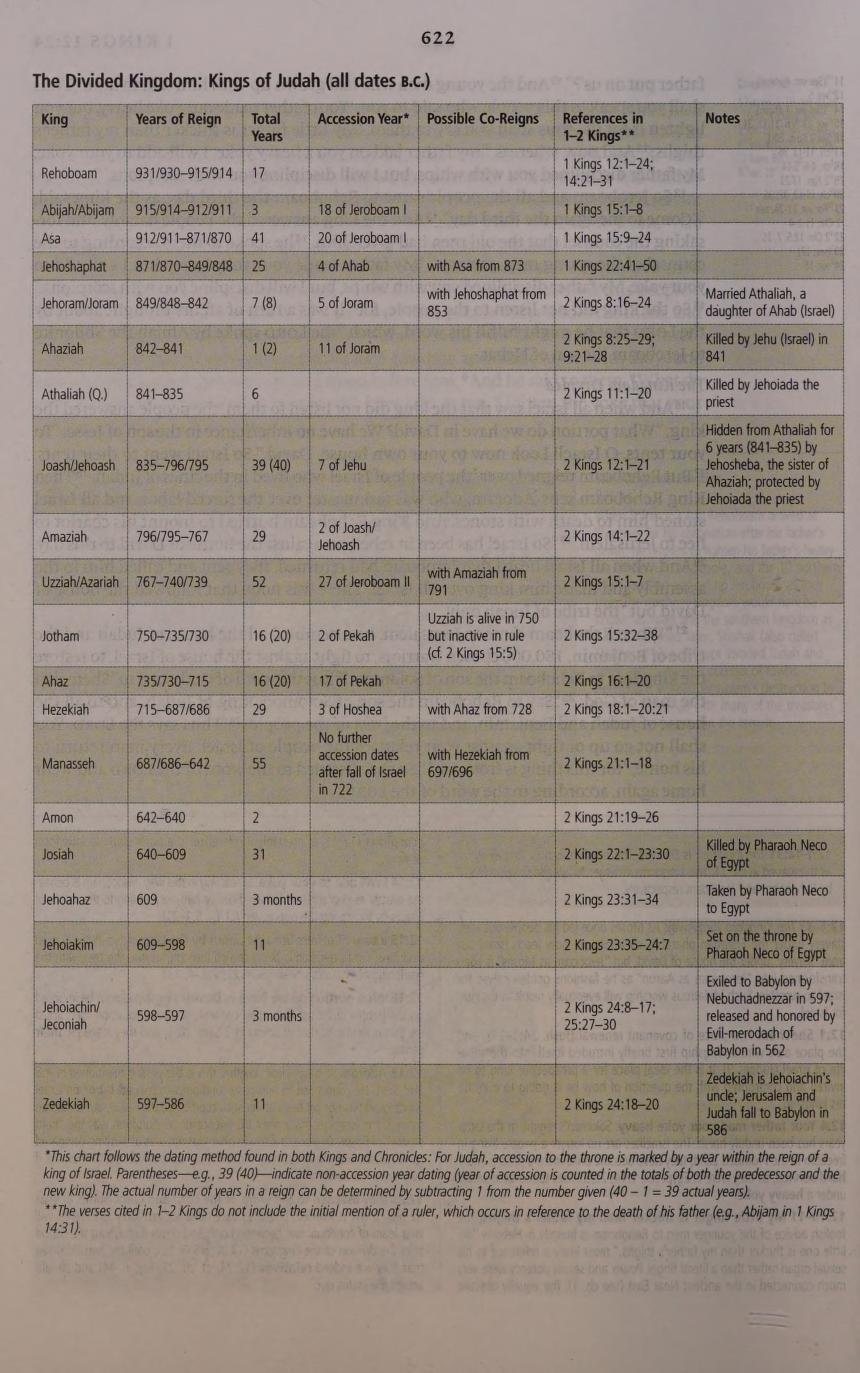 622
The Divided Kingdom: Kings of Judah (all dates B.C.)
King Years of Reign Total Years Accession Year* Possible Co-Reigns References in 1–2 Kings** Notes
Rehoboam 931/930–915/914 17 1 Kings 12:1–24; 14:21–31
Abijah/Abijam 915/914–912/911 3 18 of Jeroboam I 1 Kings 15:1–8
Asa 912/911–871/870 41 20 of Jeroboam I 1 Kings 15:9–24
Jehoshaphat 871/870–849/848 25 4 of Ahab with Asa from 873 1 Kings 22:41–50
Jehoram/Joram 849/848–842 7 (8) 5 of Joram with Jehoshaphat from 853 2 Kings 8:16–24 Married Athaliah, a daughter of Ahab (Israel)
Ahaziah 842–841 1 (2) 11 of Joram 2 Kings 8:25–29; 9:21–28 Killed by Jehu (Israel) in 841
Athaliah (Q.) 841–835 6 2 Kings 11:1–20 Killed by Jehoiada the priest
Joash/Jehoash 835–796/795 39 (40) 7 of Jehu 2 Kings 12:1–21 Hidden from Athaliah for 6 years (841–835) by Jehosheba, the sister of Ahaziah; protected by Jehoiada the priest
Amaziah 796/795–767 29 2 of Joash/ Jehoash 2 Kings 14:1–22
Uzziah/Azariah 767–740/739 52 27 of Jeroboam II with Amaziah from 791 2 Kings 15:1–7
Jotham 750–735/730 16 (20) 2 of Pekah Uzziah is alive in 750 but inactive in rule (cf. 2 Kings 15:5) 2 Kings 15:32–38
Ahaz 735/730–715 16 (20) 17 of Pekah 2 Kings 16:1–20
Hezekiah 715–687/686 29 3 of Hoshea with Ahaz from 728 2 Kings 18:1–20:21
Manasseh 687/686–642 55 No further accession dates after fall of Israel in 722 with Hezekiah from 697/696 2 Kings 21:1–18
Amon 642–640 2 2 Kings 21:19–26
Josiah 640–609 31 2 Kings 22:1–23:30 Killed by Pharaoh Neco of Egypt
Jehoahaz 609 3 months 2 Kings 23:31–34 Taken by Pharaoh Neco to Egypt
Jehoiakim 609–598 11 2 Kings 23:35–24:7 Set on the throne by Pharaoh Neco of Egypt
Jehoiachin/ Jeconiah 598–597 3 months 2 Kings 24:8–17; 25:27–30 Exiled to Babylon by Nebuchadnezzar in 597; released and honored by Evil-merodach of Babylon in 562
Zedekiah 597–586 11 2 Kings 24:18–20 Zedekiah is Jehoiachin's uncle; Jerusalem and Judah fall to Babylon in 586
*This chart follows the dating method found in both Kings and Chronicles: For Judah, accession to the throne is marked by a year within the reign of a
king of Israel. Parentheses—e.g., 39 (40)—indicate non-accession year dating (year of accession is counted in the totals of both the predecessor and the
new king). The actual number of years in a reign can be determined by subtracting 1 from the number given (40 – 1 = 39 actual years).
**The verses cited in 1–2 Kings do not include the initial mention of a ruler, which occurs in reference to the death of his father (e.g., Abijam in 1 Kings
14:31).